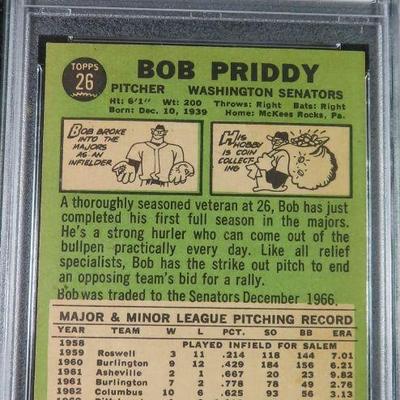 TOPPS
26
BOB PRIDDY
PITCHER WASHINGTON SENATORS
Ht: 6'1" Wt: 200 Throws: Right Bats: Right
Born: Dec. 10, 1939 Home: McKees Rocks, Pa.
BOB BROKE
INTO THE
MAJORS
AS AN
INFIELDER
HIS
HOBBY
IS COIN
COLLECT-
ING
A thoroughly seasoned veteran at 26, Bob has
just completed his first full season in the majors.
He's a strong hurler who can come out of the
bullpen practically every day. Like all relief
specialists, Bob has the strike out pitch to end
an opposing team's bid for a rally.
Bob was traded to the Senators December 1966.
MAJOR & MINOR LEAGUE PITCHING RECORD
YEAR TEAM W L PCT. SO BB ERA
1958 PLAYED INFIELD FOR SALEM
1959 Roswell 3 11 .214 118 144 7.01
1960 Burlington 9 12 .429 184 156 6.21
1961 Asheville 2 1 .667 20 23 9.82
1961 Burlington 7 2 .778 78 49 2.76
1962 Columbus 6 5 .545 93